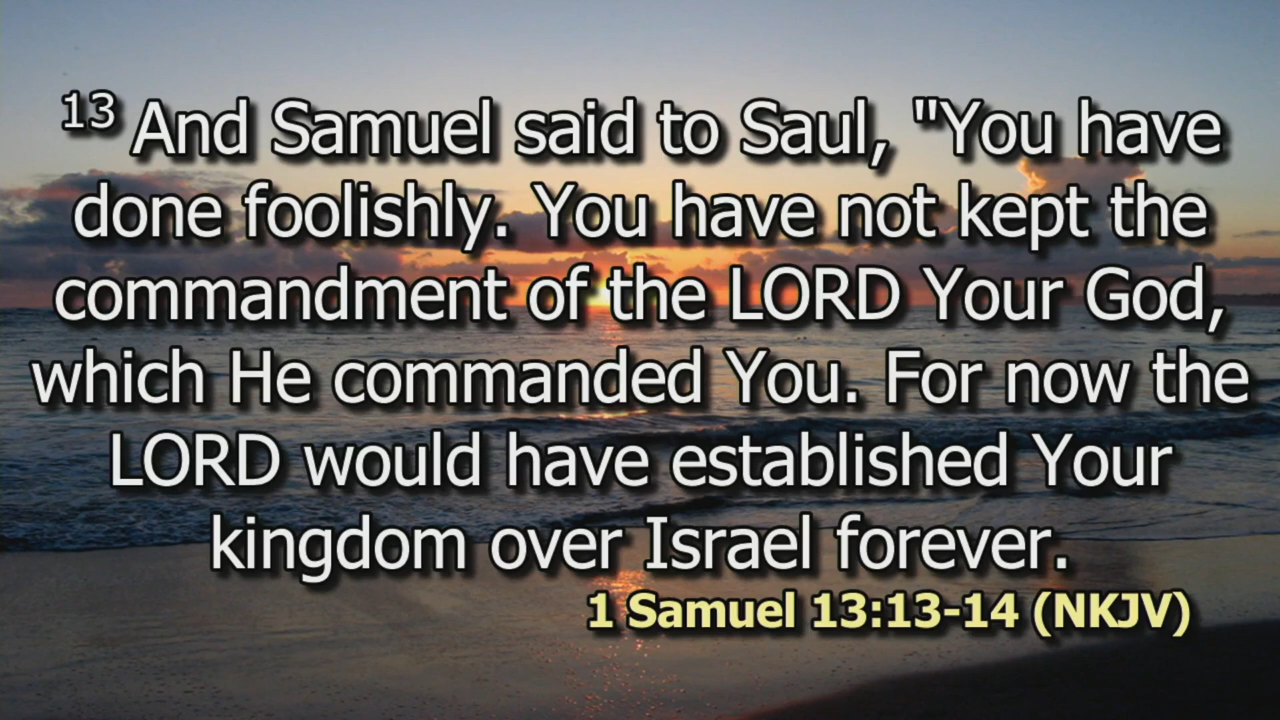 13 And Samuel said to Saul, "You have
done foolishly. You have not kept the
commandment of the LORD Your God,
which He commanded You. For now the
LORD would have established Your
kingdom over Israel forever.
1 Samuel 13:13-14 (NKJV)